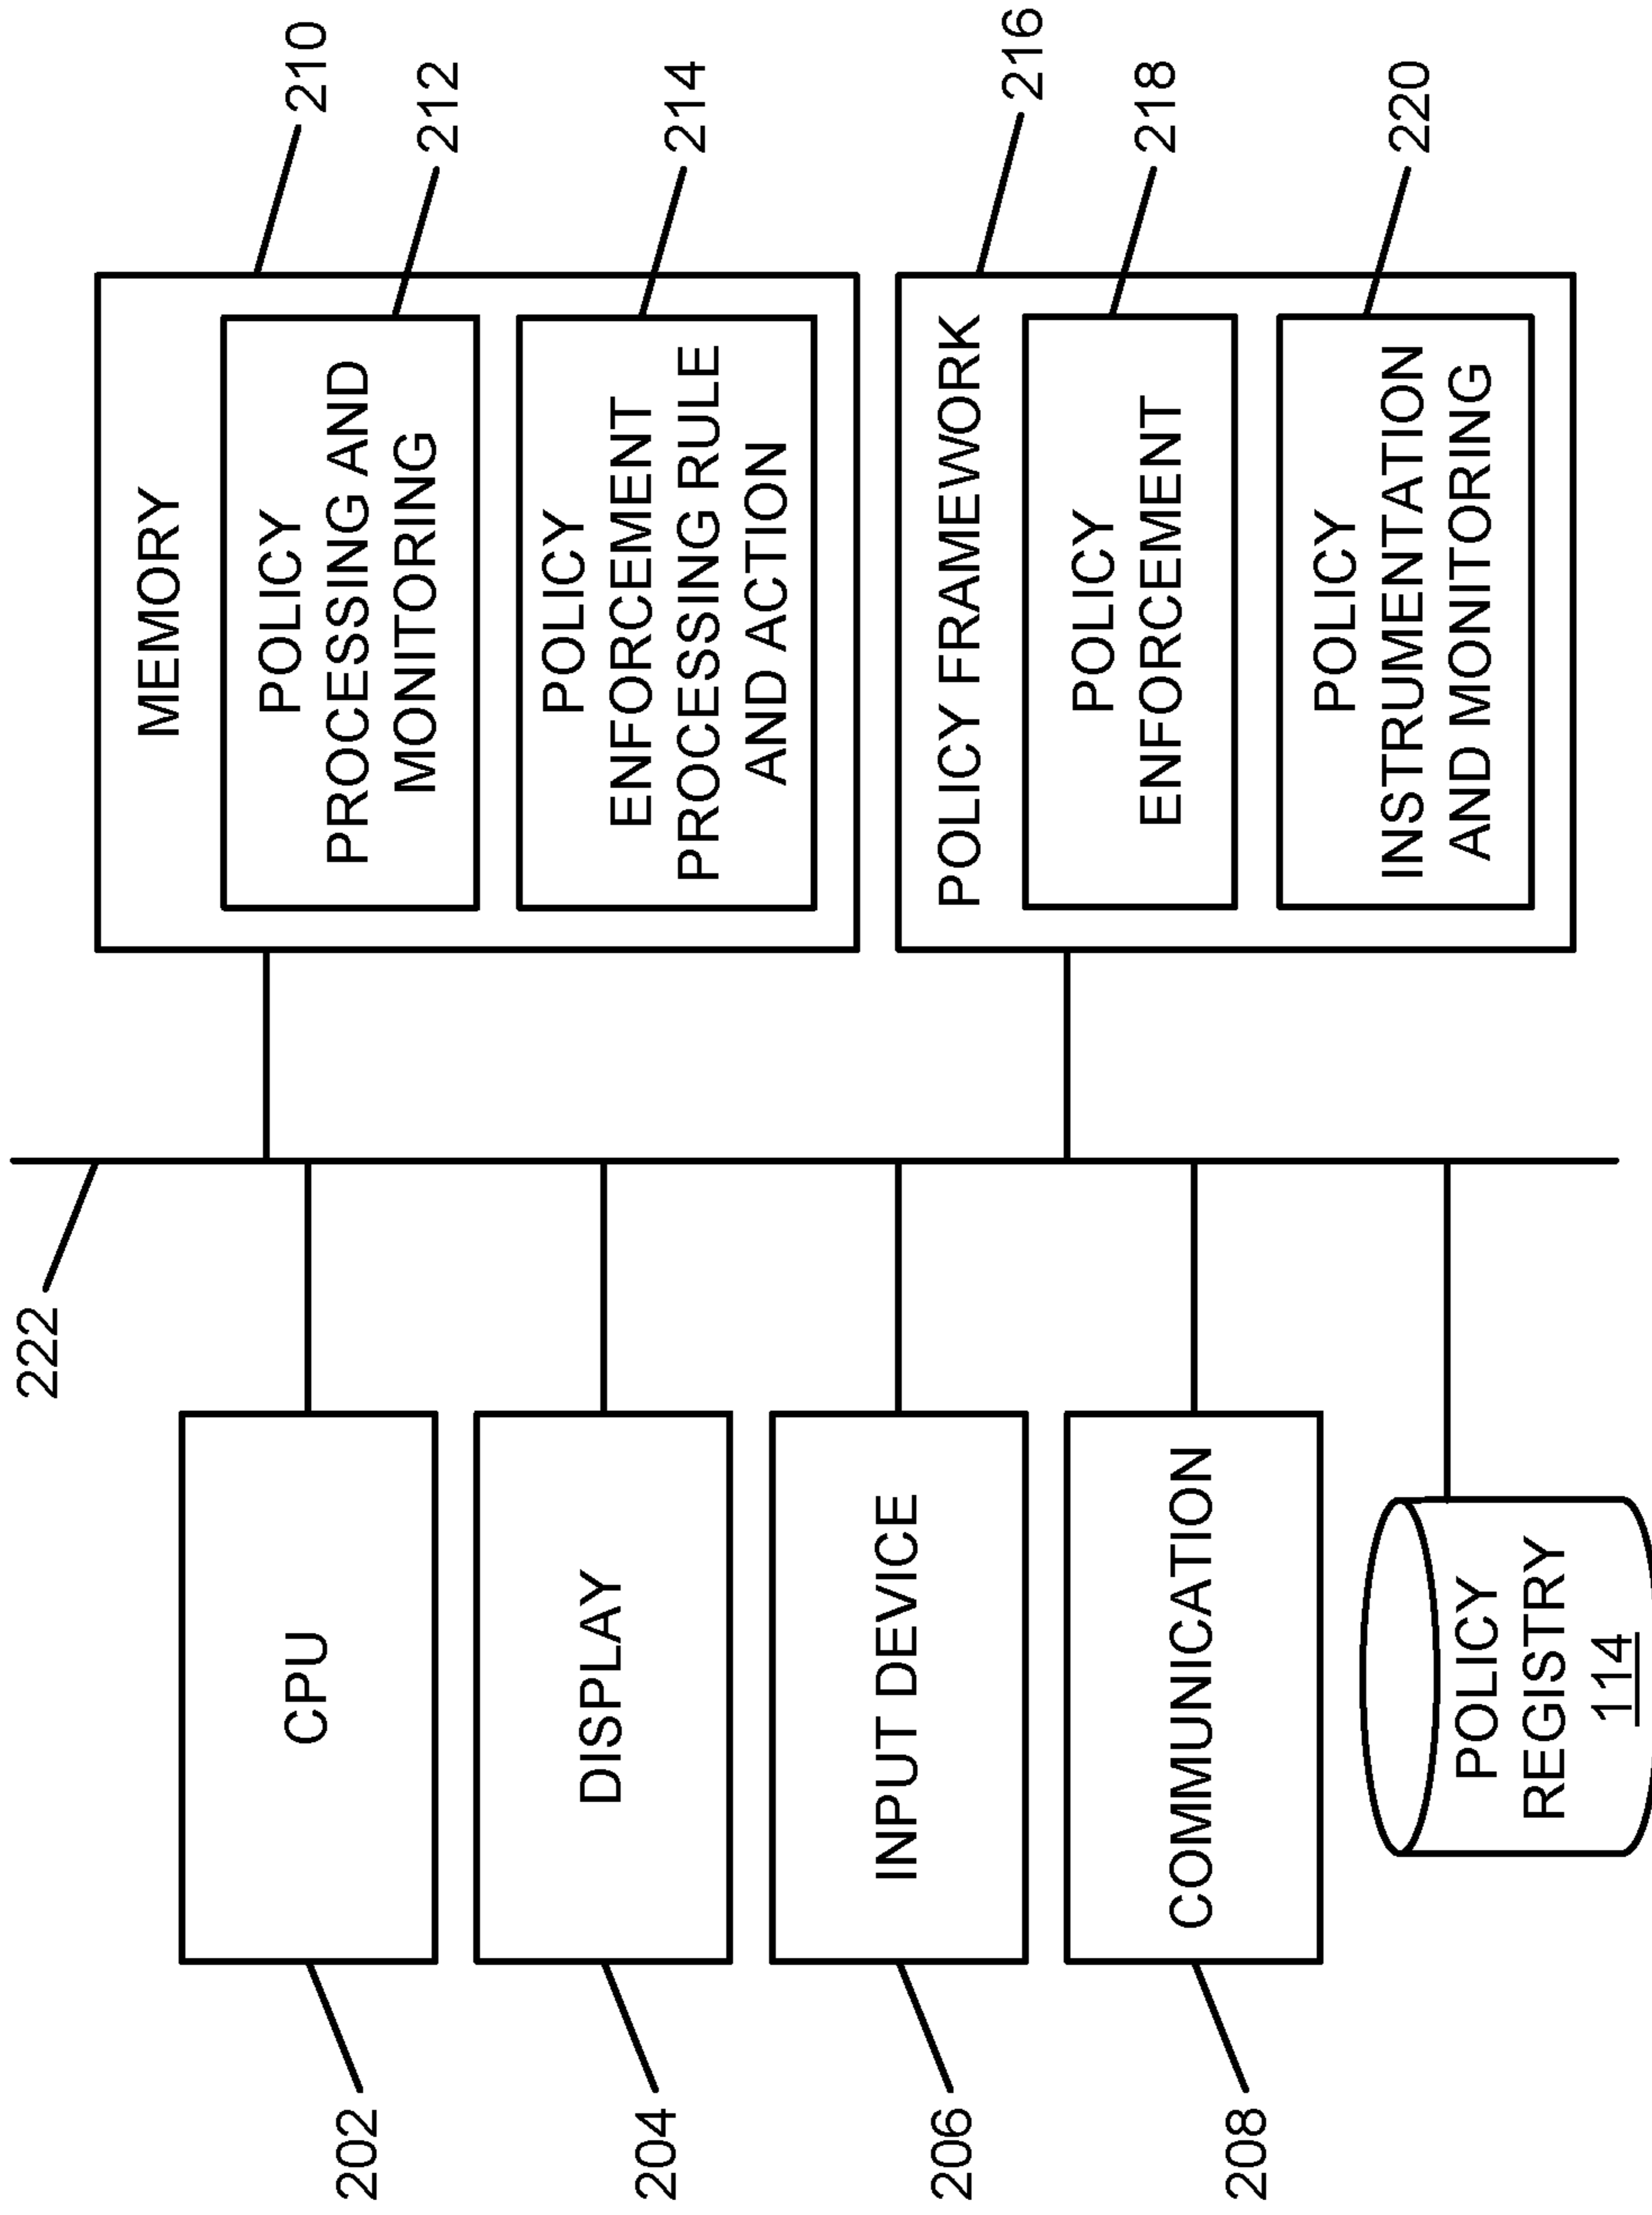 222
202
CPU
204
DISPLAY
206
INPUT DEVICE
208
COMMUNICATION
POLICY
REGISTRY
114
MEMORY
210
POLICY
PROCESSING AND
MONITORING
212
POLICY
ENFORCEMENT
PROCESSING RULE
AND ACTION
214
POLICY FRAMEWORK
216
POLICY
ENFORCEMENT
218
POLICY
INSTRUMENTATION
AND MONITORING
220